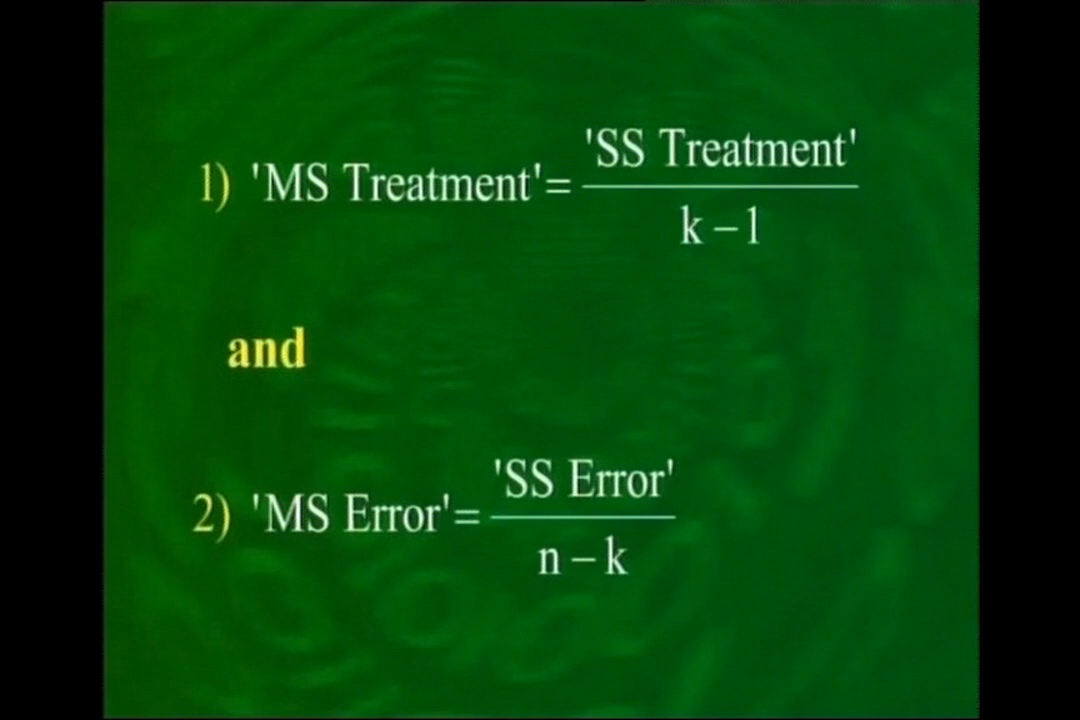 1) 'MS Treatment'= 'SS Treatment' / k – 1
and
2) 'MS Error'= 'SS Error' / n – k